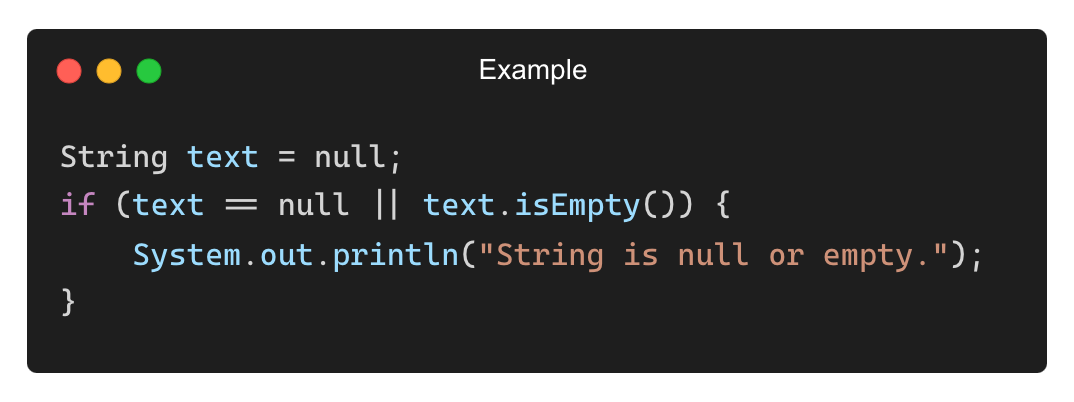 Example
String text = null;
if (text == null || text.isEmpty()) {
    System.out.println("String is null or empty.");
}